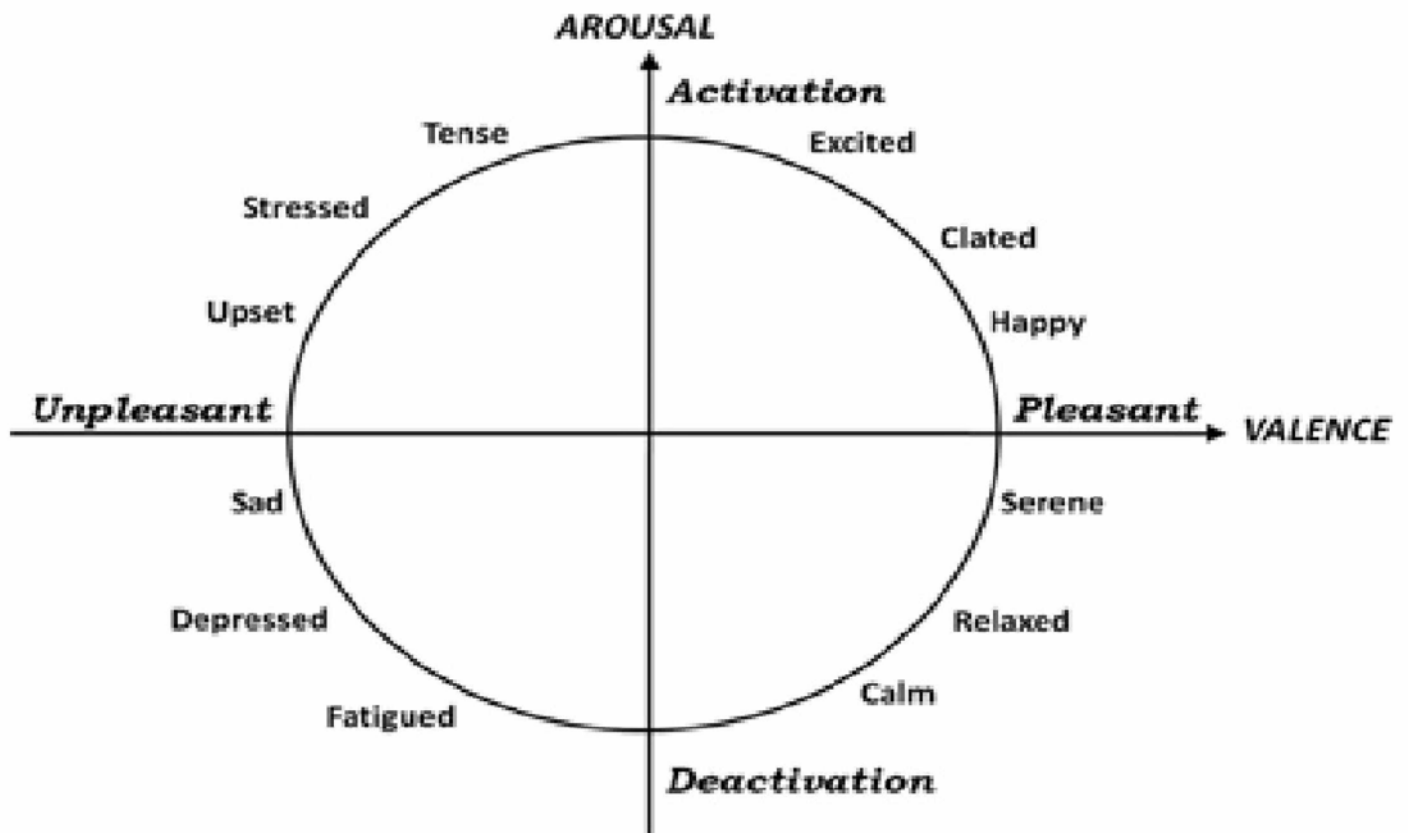 AROUSAL
Activation
Tense
Excited
Stressed
Clated
Upset
Happy
Unpleasant
Pleasant
VALENCE
Sad
Serene
Depressed
Relaxed
Calm
Fatigued
Deactivation